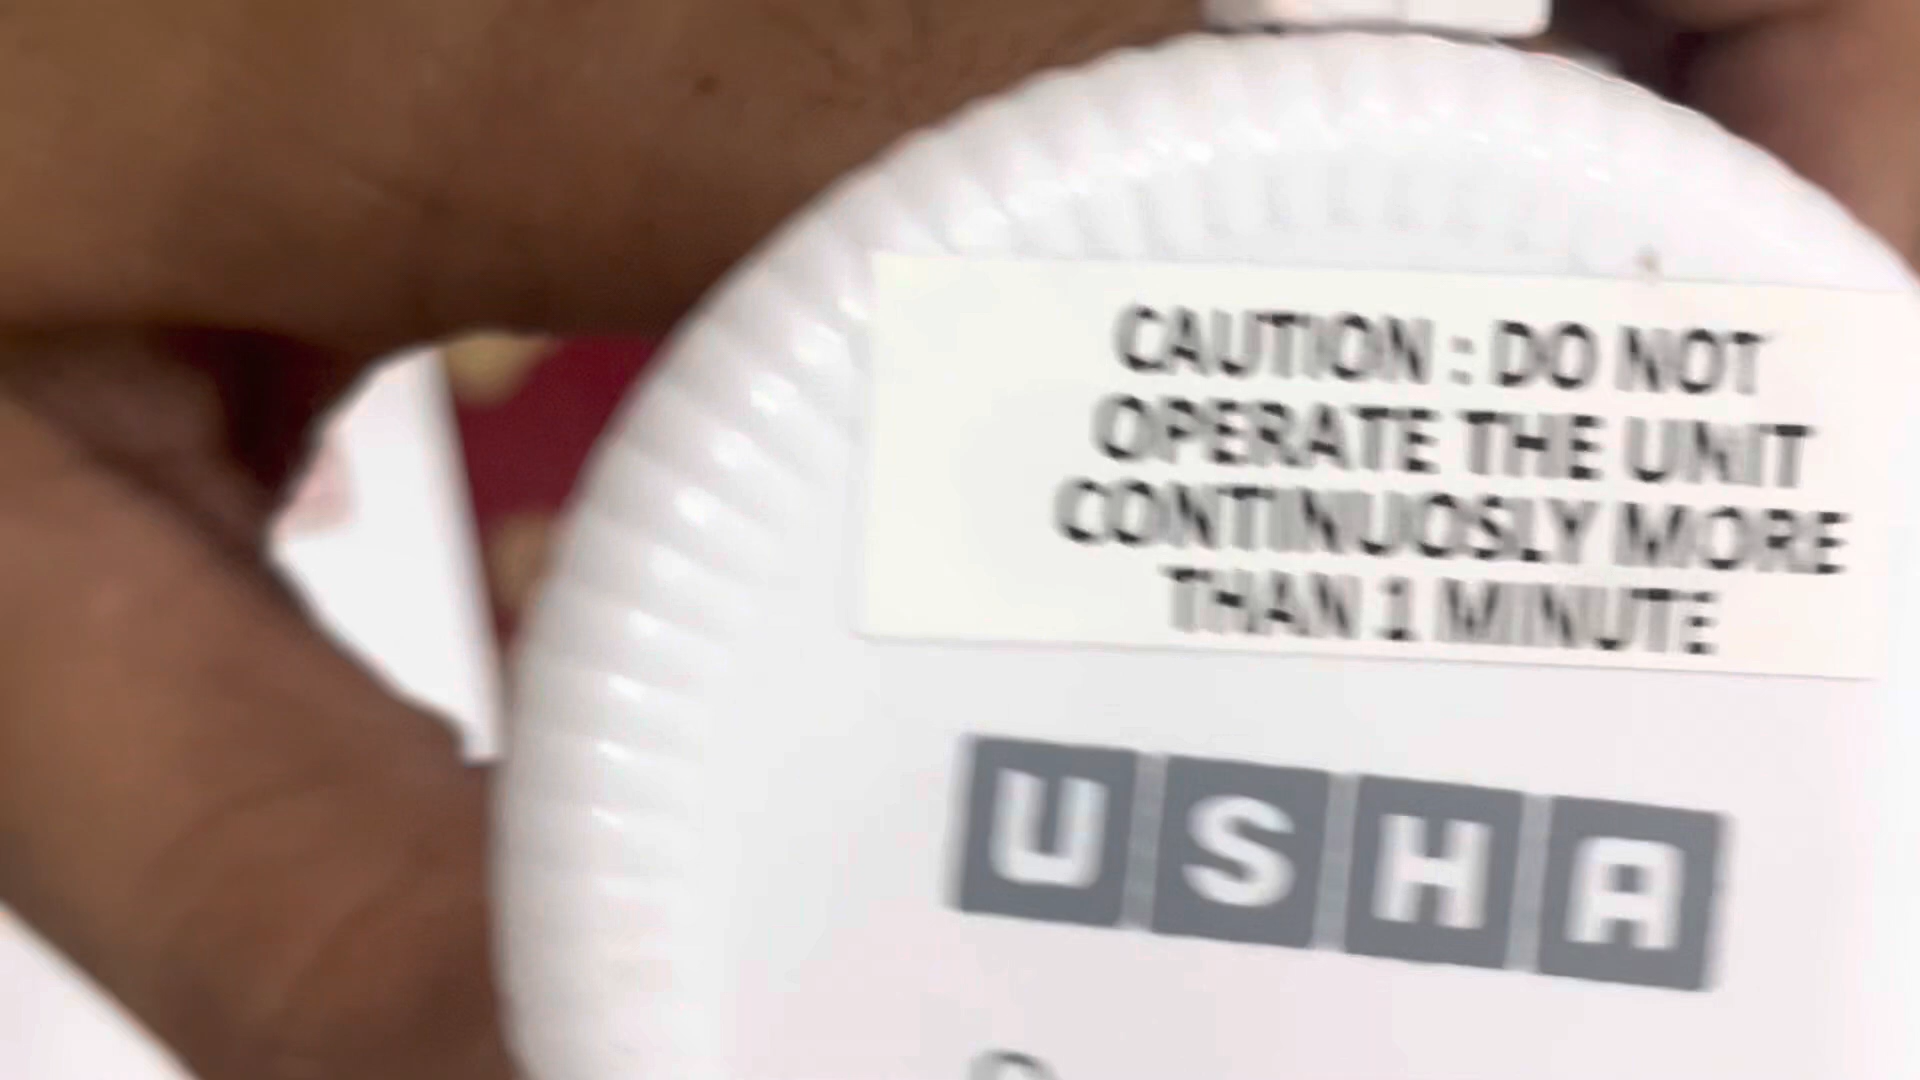 CAUTION : DO NOT
OPERATE THE UNIT
CONTINUOSLY MORE
THAN 1 MINUTE
USHA